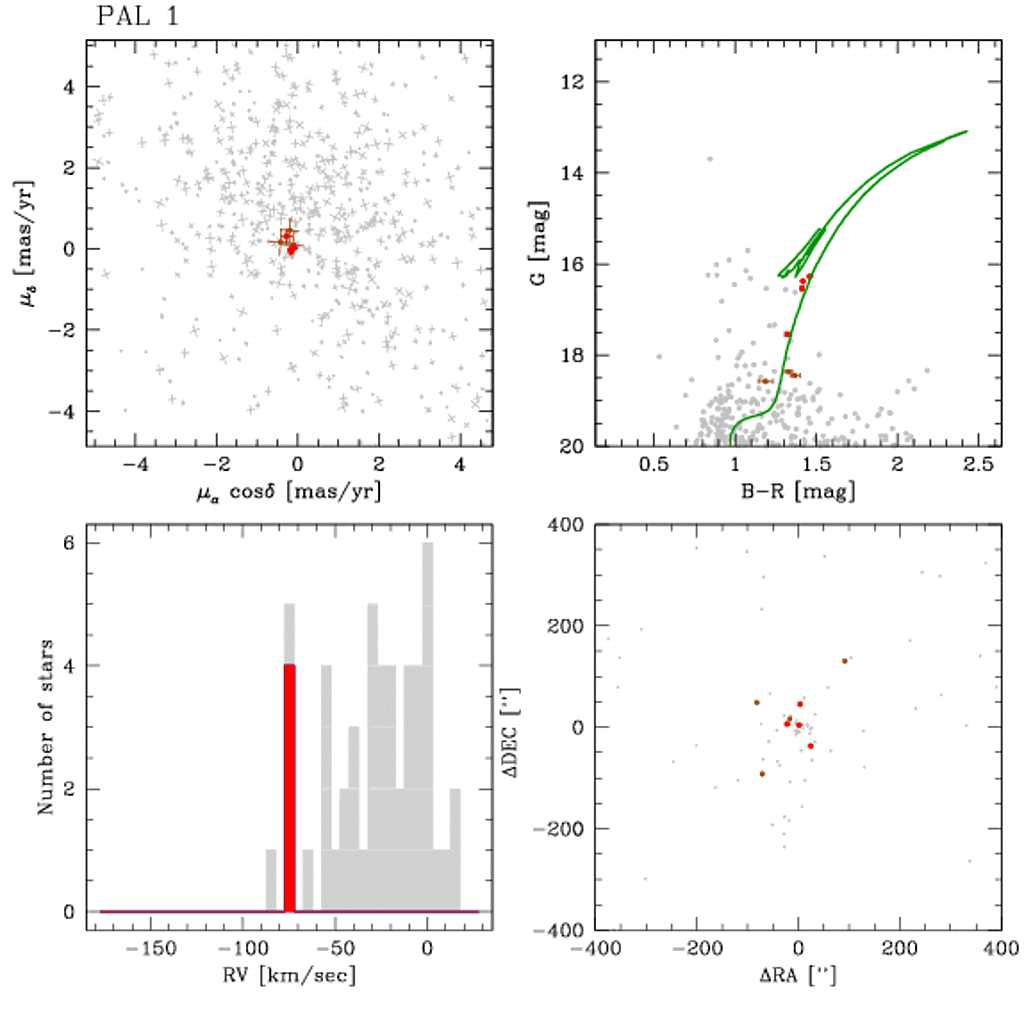 PAL 1
4
2
0
−2
−4
μδ [mas/yr]
−4 −2 0 2 4
μα cosδ [mas/yr]
12
14
16
18
20
G [mag]
0.5 1 1.5 2 2.5
B−R [mag]
6
4
2
0
Number of stars
−150 −100 −50 0
RV [km/sec]
400
200
0
−200
−400
ΔDEC [″]
−400 −200 0 200 400
ΔRA [″]